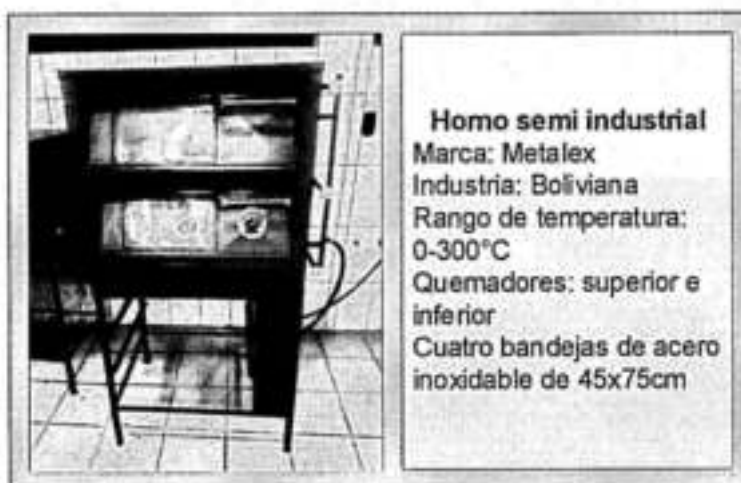 Horno semi industrial
Marca: Metalex
Industria: Boliviana
Rango de temperatura:
0-300°C
Quemadores: superior e
inferior
Cuatro bandejas de acero
inoxidable de 45x75cm